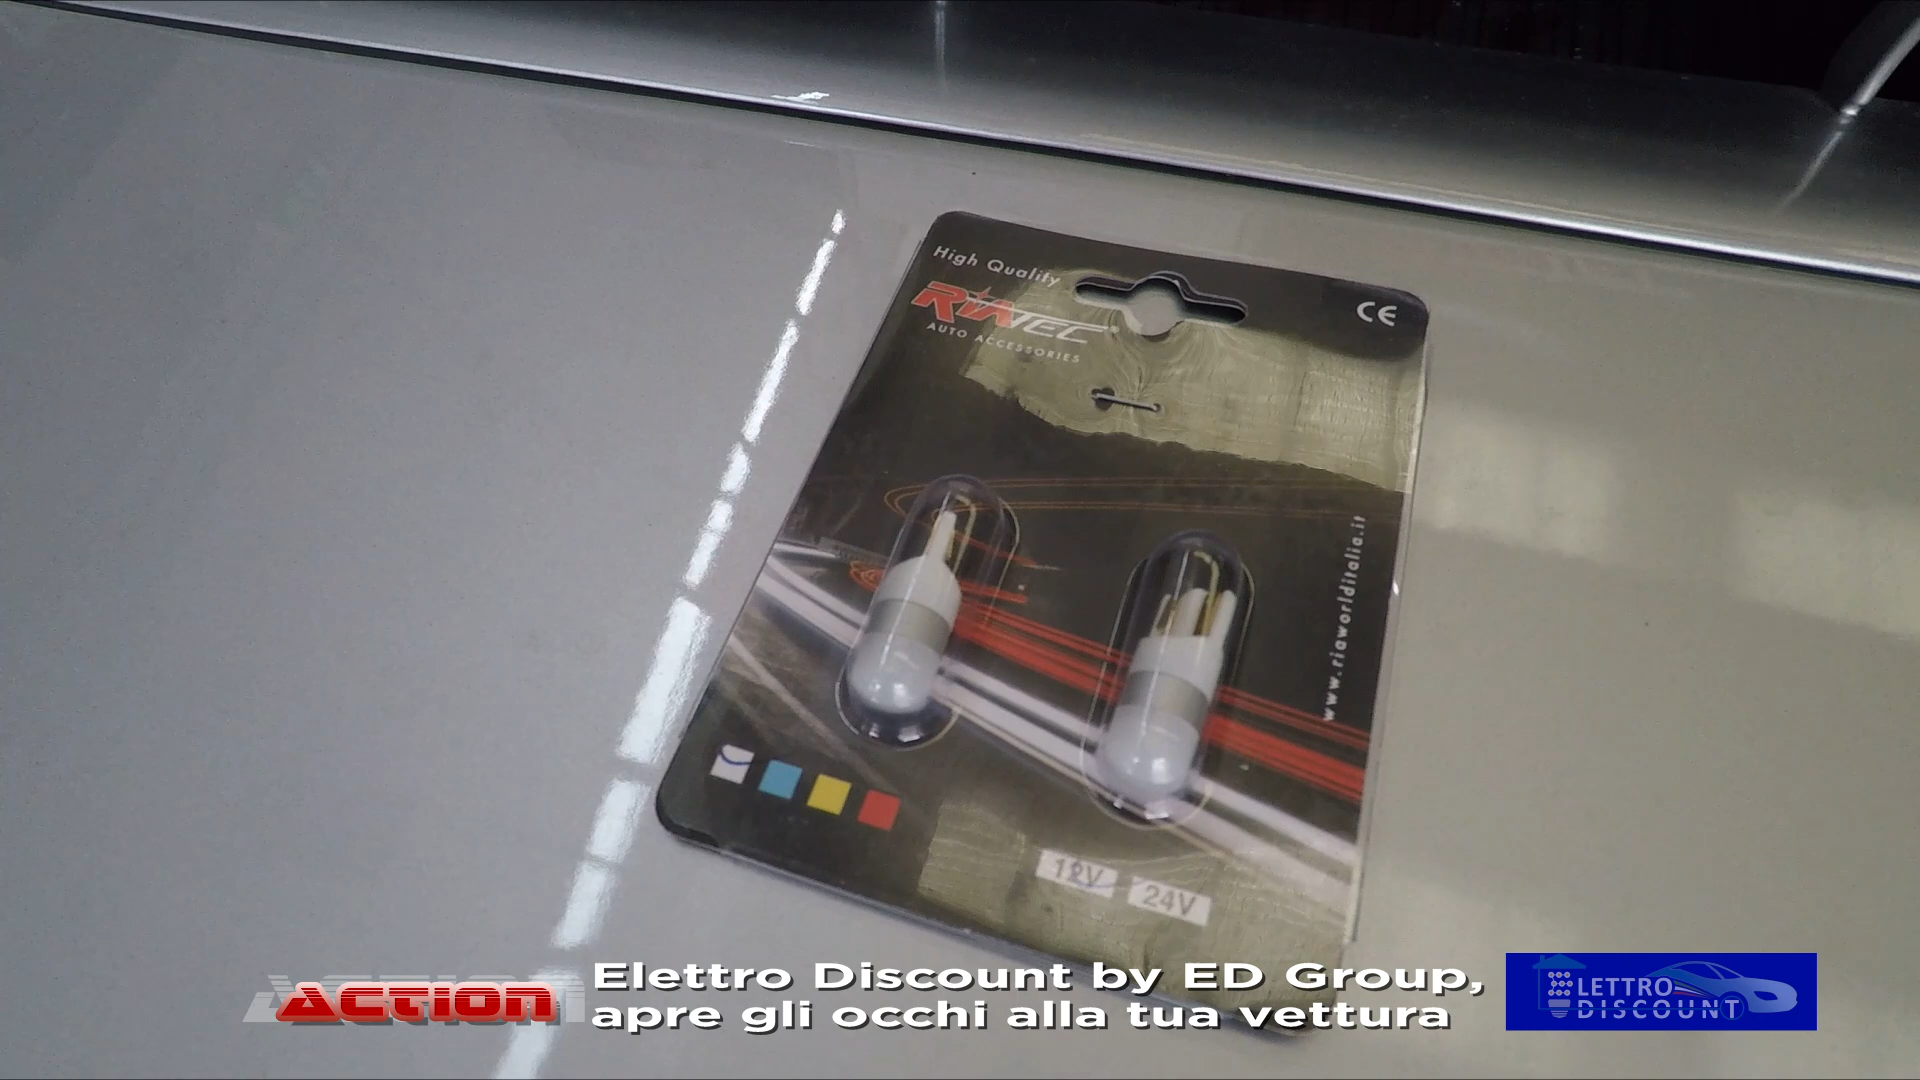 High Quality
RiATEC
AUTO ACCESSORIES
CE
www.riaworlditalia.it
12V
24V
ACTION
Elettro Discount by ED Group,
apre gli occhi alla tua vettura
ELETTRO
DISCOUNT